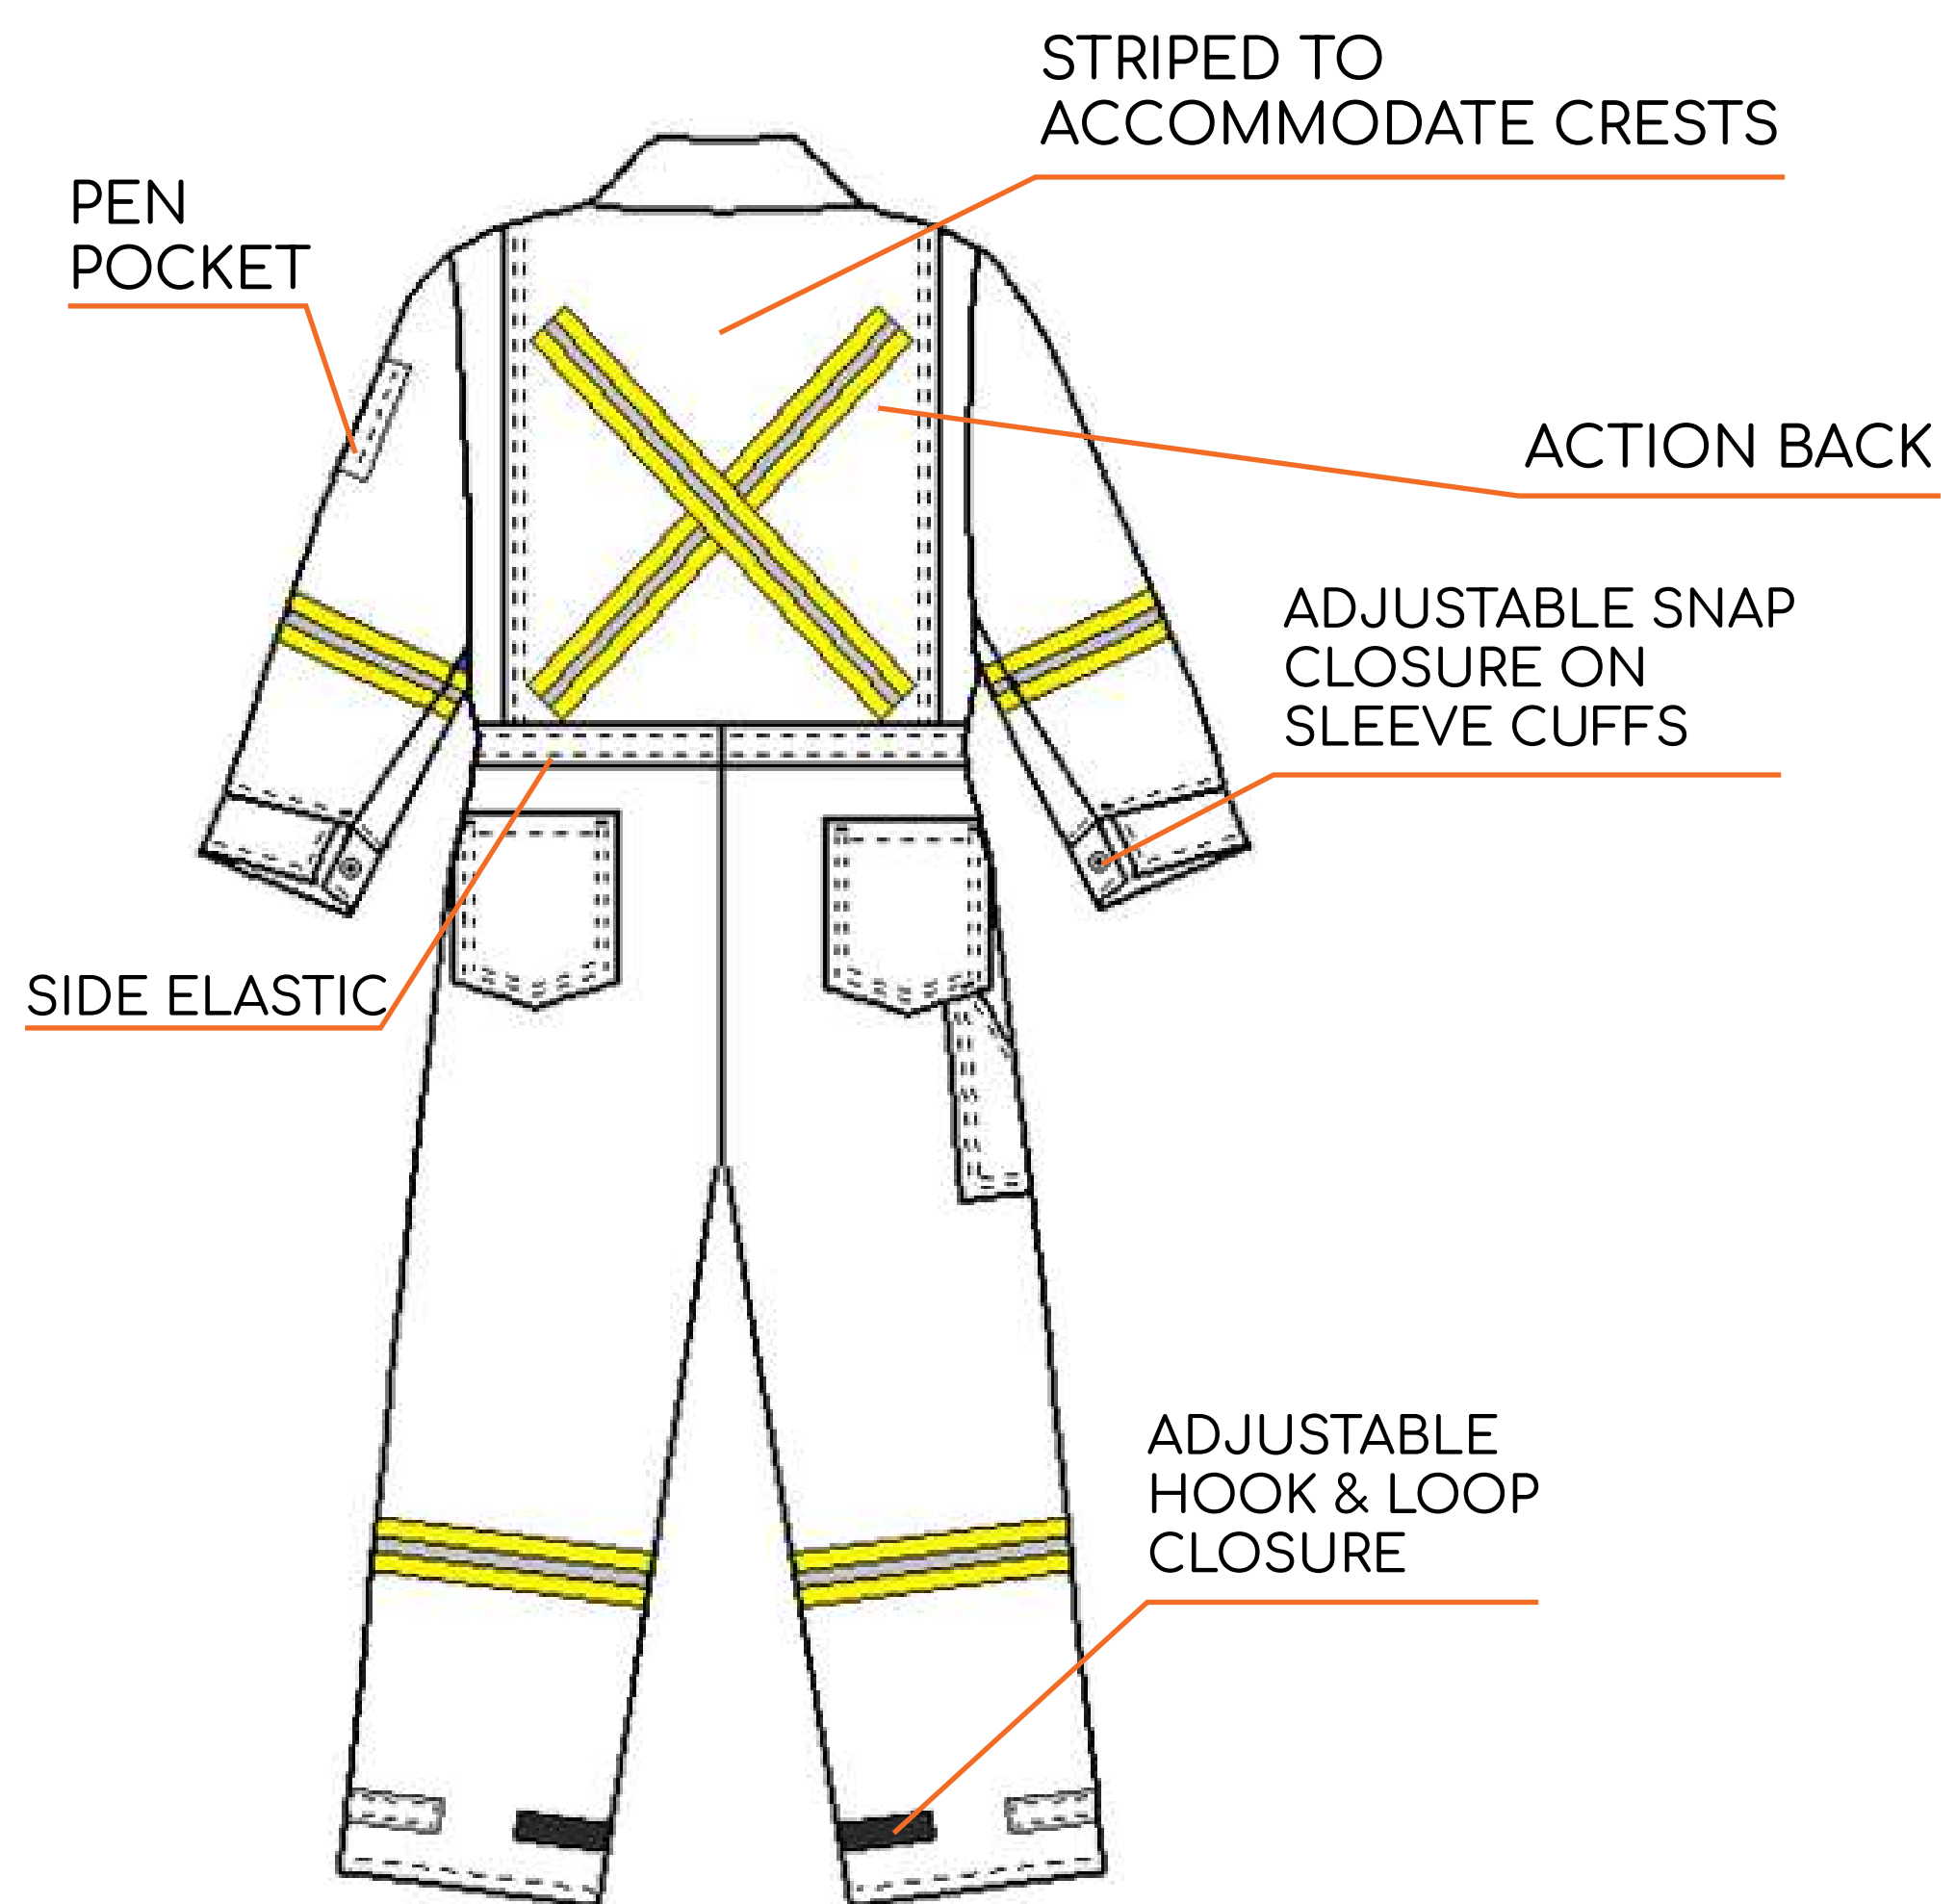 STRIPED TO
ACCOMMODATE CRESTS
PEN
POCKET
ACTION BACK
ADJUSTABLE SNAP
CLOSURE ON
SLEEVE CUFFS
SIDE ELASTIC
ADJUSTABLE
HOOK & LOOP
CLOSURE